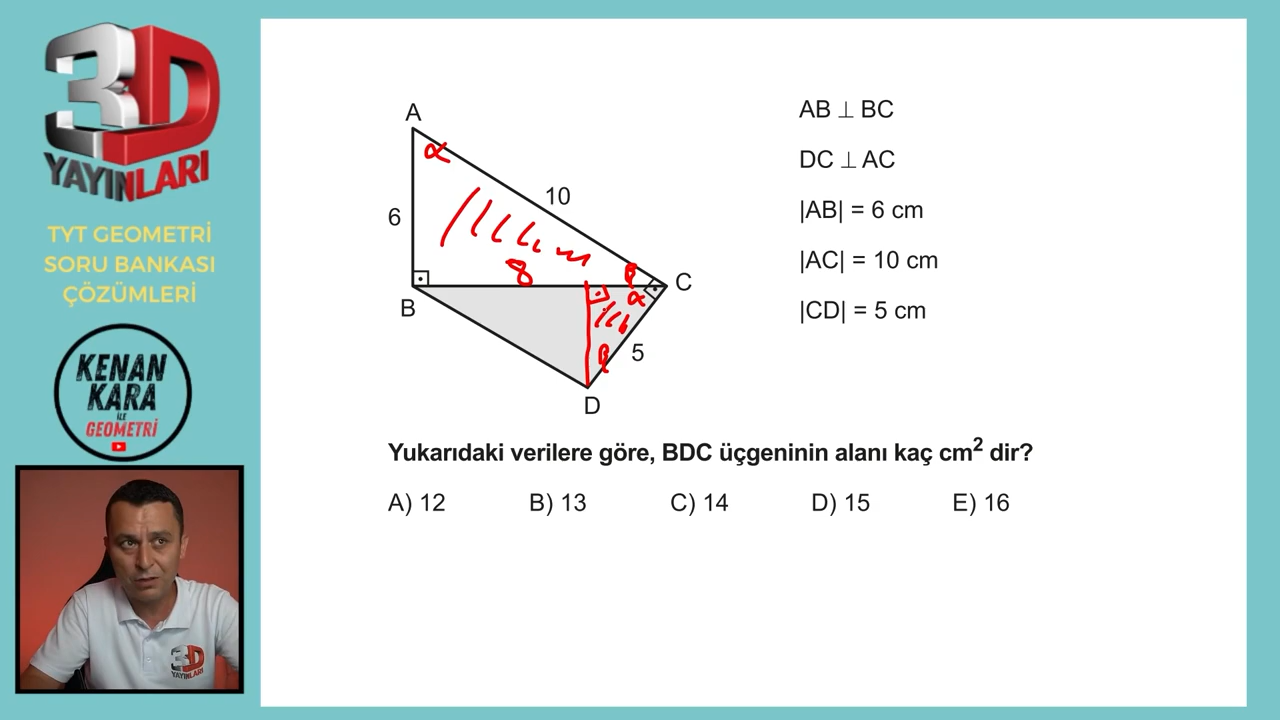 3D
YAYINLARI
TYT GEOMETRİ
SORU BANKASI
ÇÖZÜMLERİ
KENAN
KARA
İLE
GEOMETRİ
3D
YAYINLARI
A
α
10
6
8
β
C
α
B
β
5
D
AB ⊥ BC
DC ⊥ AC
|AB| = 6 cm
|AC| = 10 cm
|CD| = 5 cm
Yukarıdaki verilere göre, BDC üçgeninin alanı kaç cm² dir?
A) 12 B) 13 C) 14 D) 15 E) 16